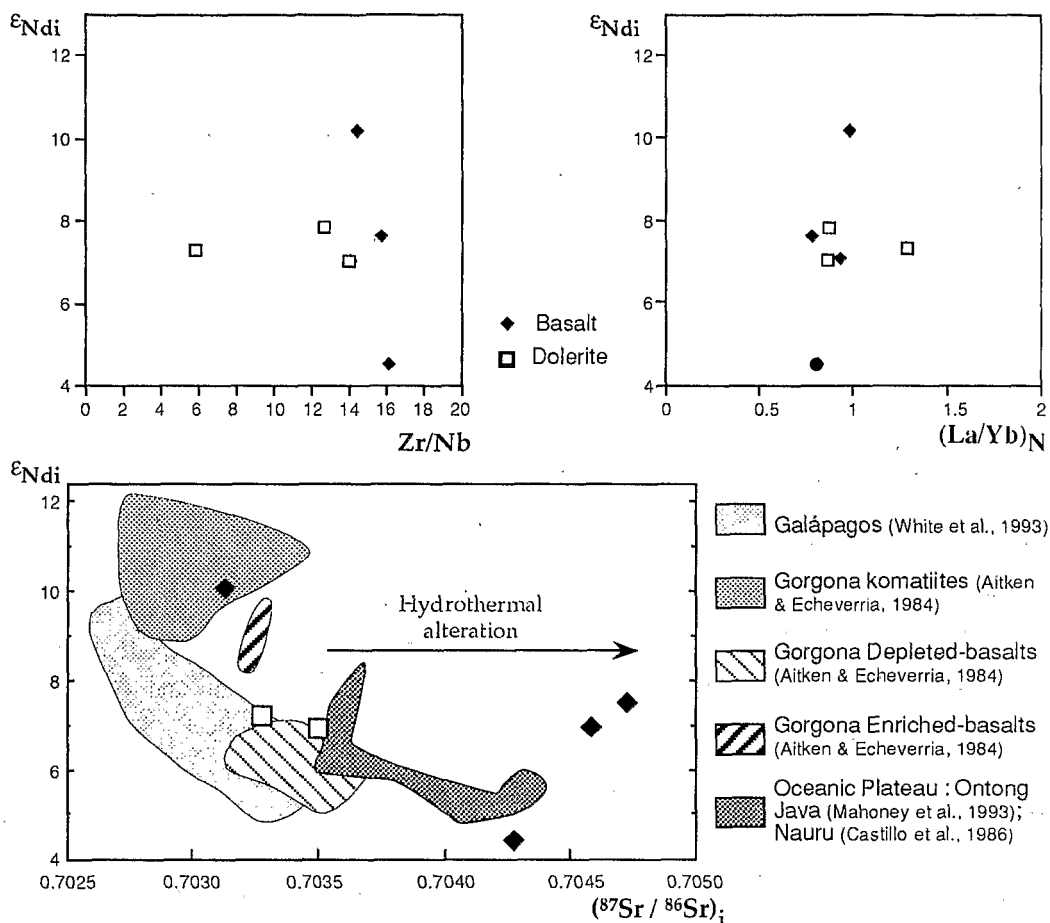 εNdi
12
10
8
6
4
0 2 4 6 8 10 12 14 16 18 20
Zr/Nb
Basalt
Dolerite
εNdi
12
10
8
6
4
0 0.5 1 1.5 2
(La/Yb)N
εNdi
12
10
8
6
4
Hydrothermal
alteration
0.7025 0.7030 0.7035 0.7040 0.7045 0.7050
(87Sr / 86Sr)i
Galápagos (White et al., 1993)
Gorgona komatiites (Aitken
& Echeverria, 1984)
Gorgona Depleted-basalts
(Aitken & Echeverria, 1984)
Gorgona Enriched-basalts
(Aitken & Echeverria, 1984)
Oceanic Plateau : Ontong
Java (Mahoney et al., 1993);
Nauru (Castillo et al., 1986)